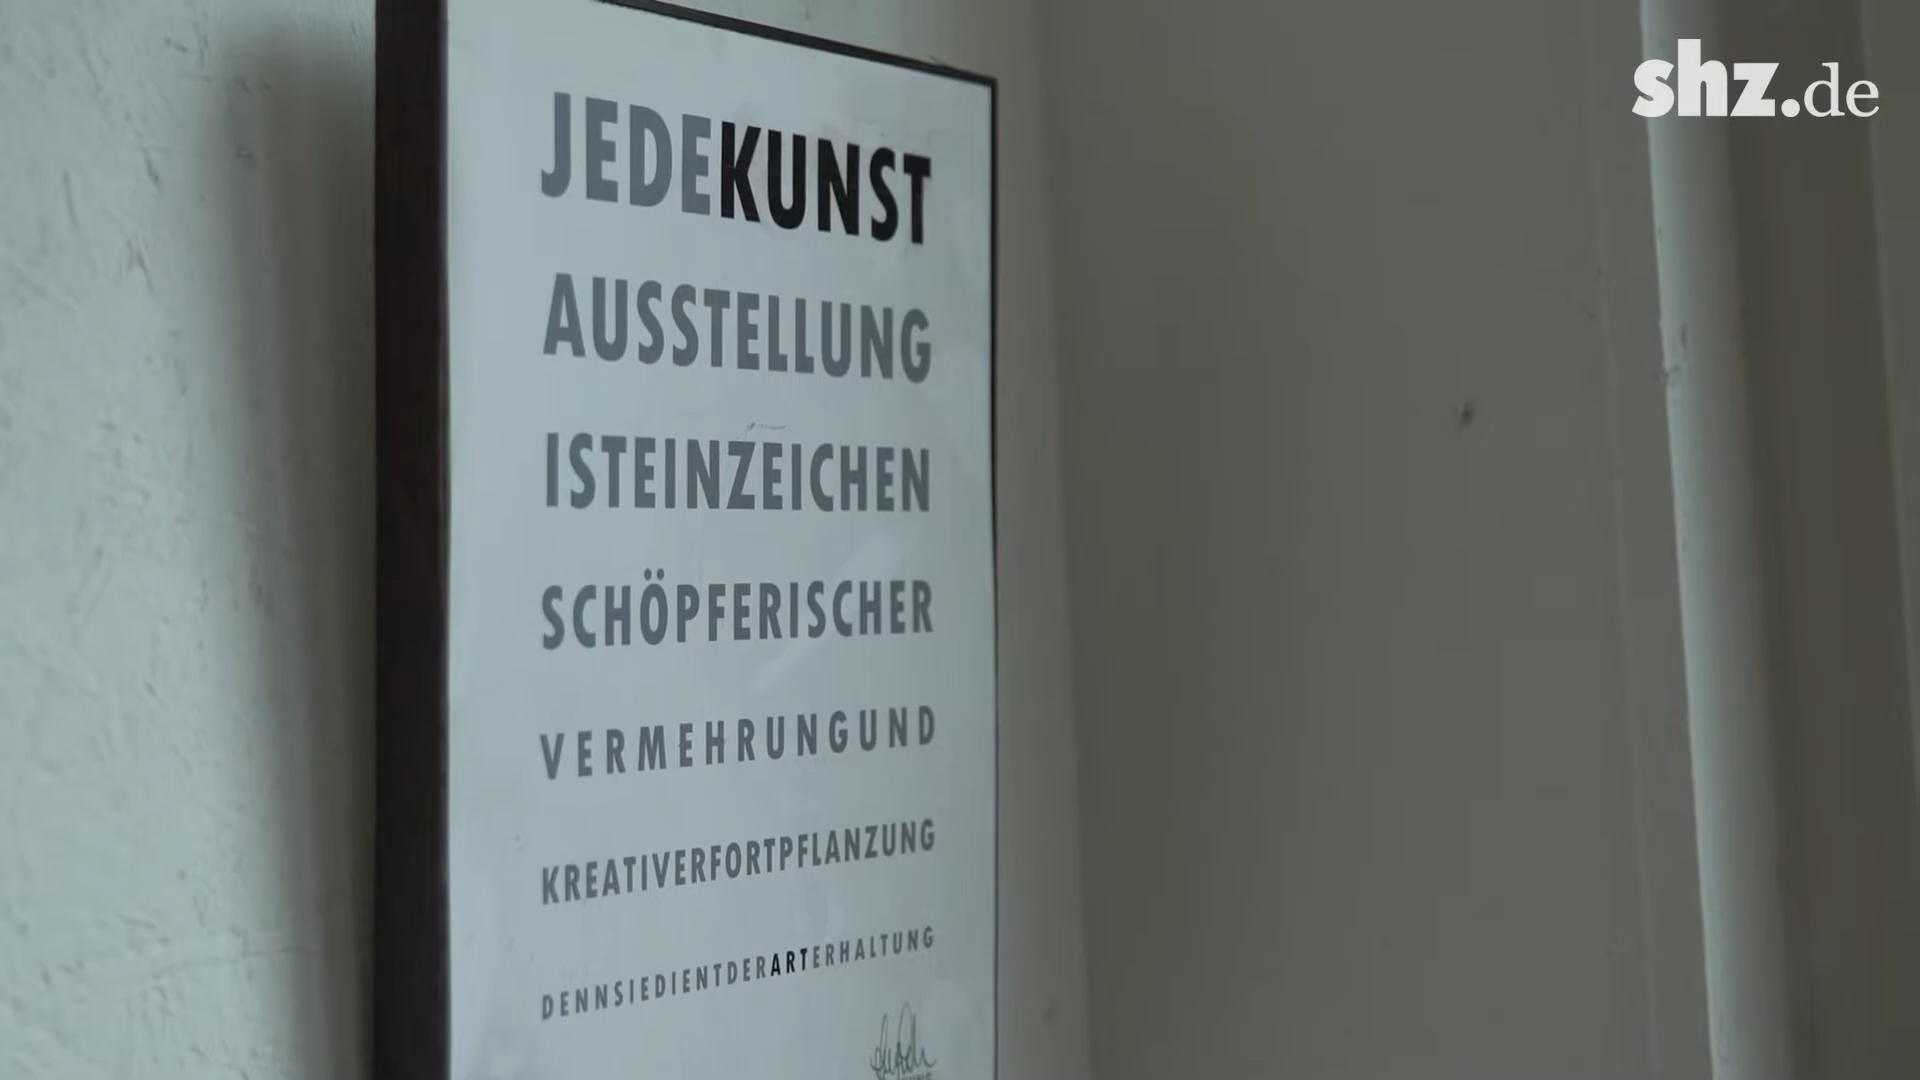 shz.de
JEDEKUNST
AUSSTELLUNG
ISTEINZEICHEN
SCHÖPFERISCHER
VERMEHRUNGUND
KREATIVERFORTPFLANZUNG
DENNSIEDIENTDERARTERHALTUNG